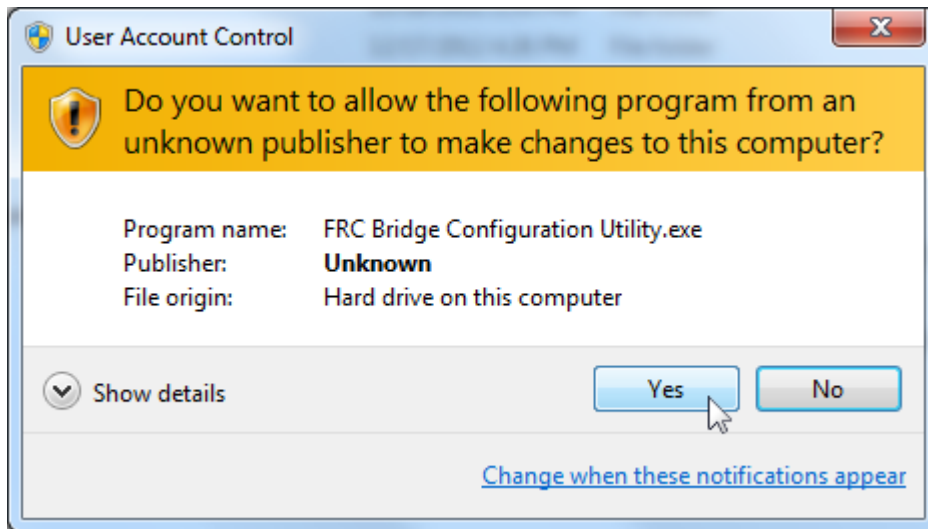 User Account Control
Do you want to allow the following program from an
unknown publisher to make changes to this computer?
Program name: FRC Bridge Configuration Utility.exe
Publisher: Unknown
File origin: Hard drive on this computer
Show details
Yes
No
Change when these notifications appear